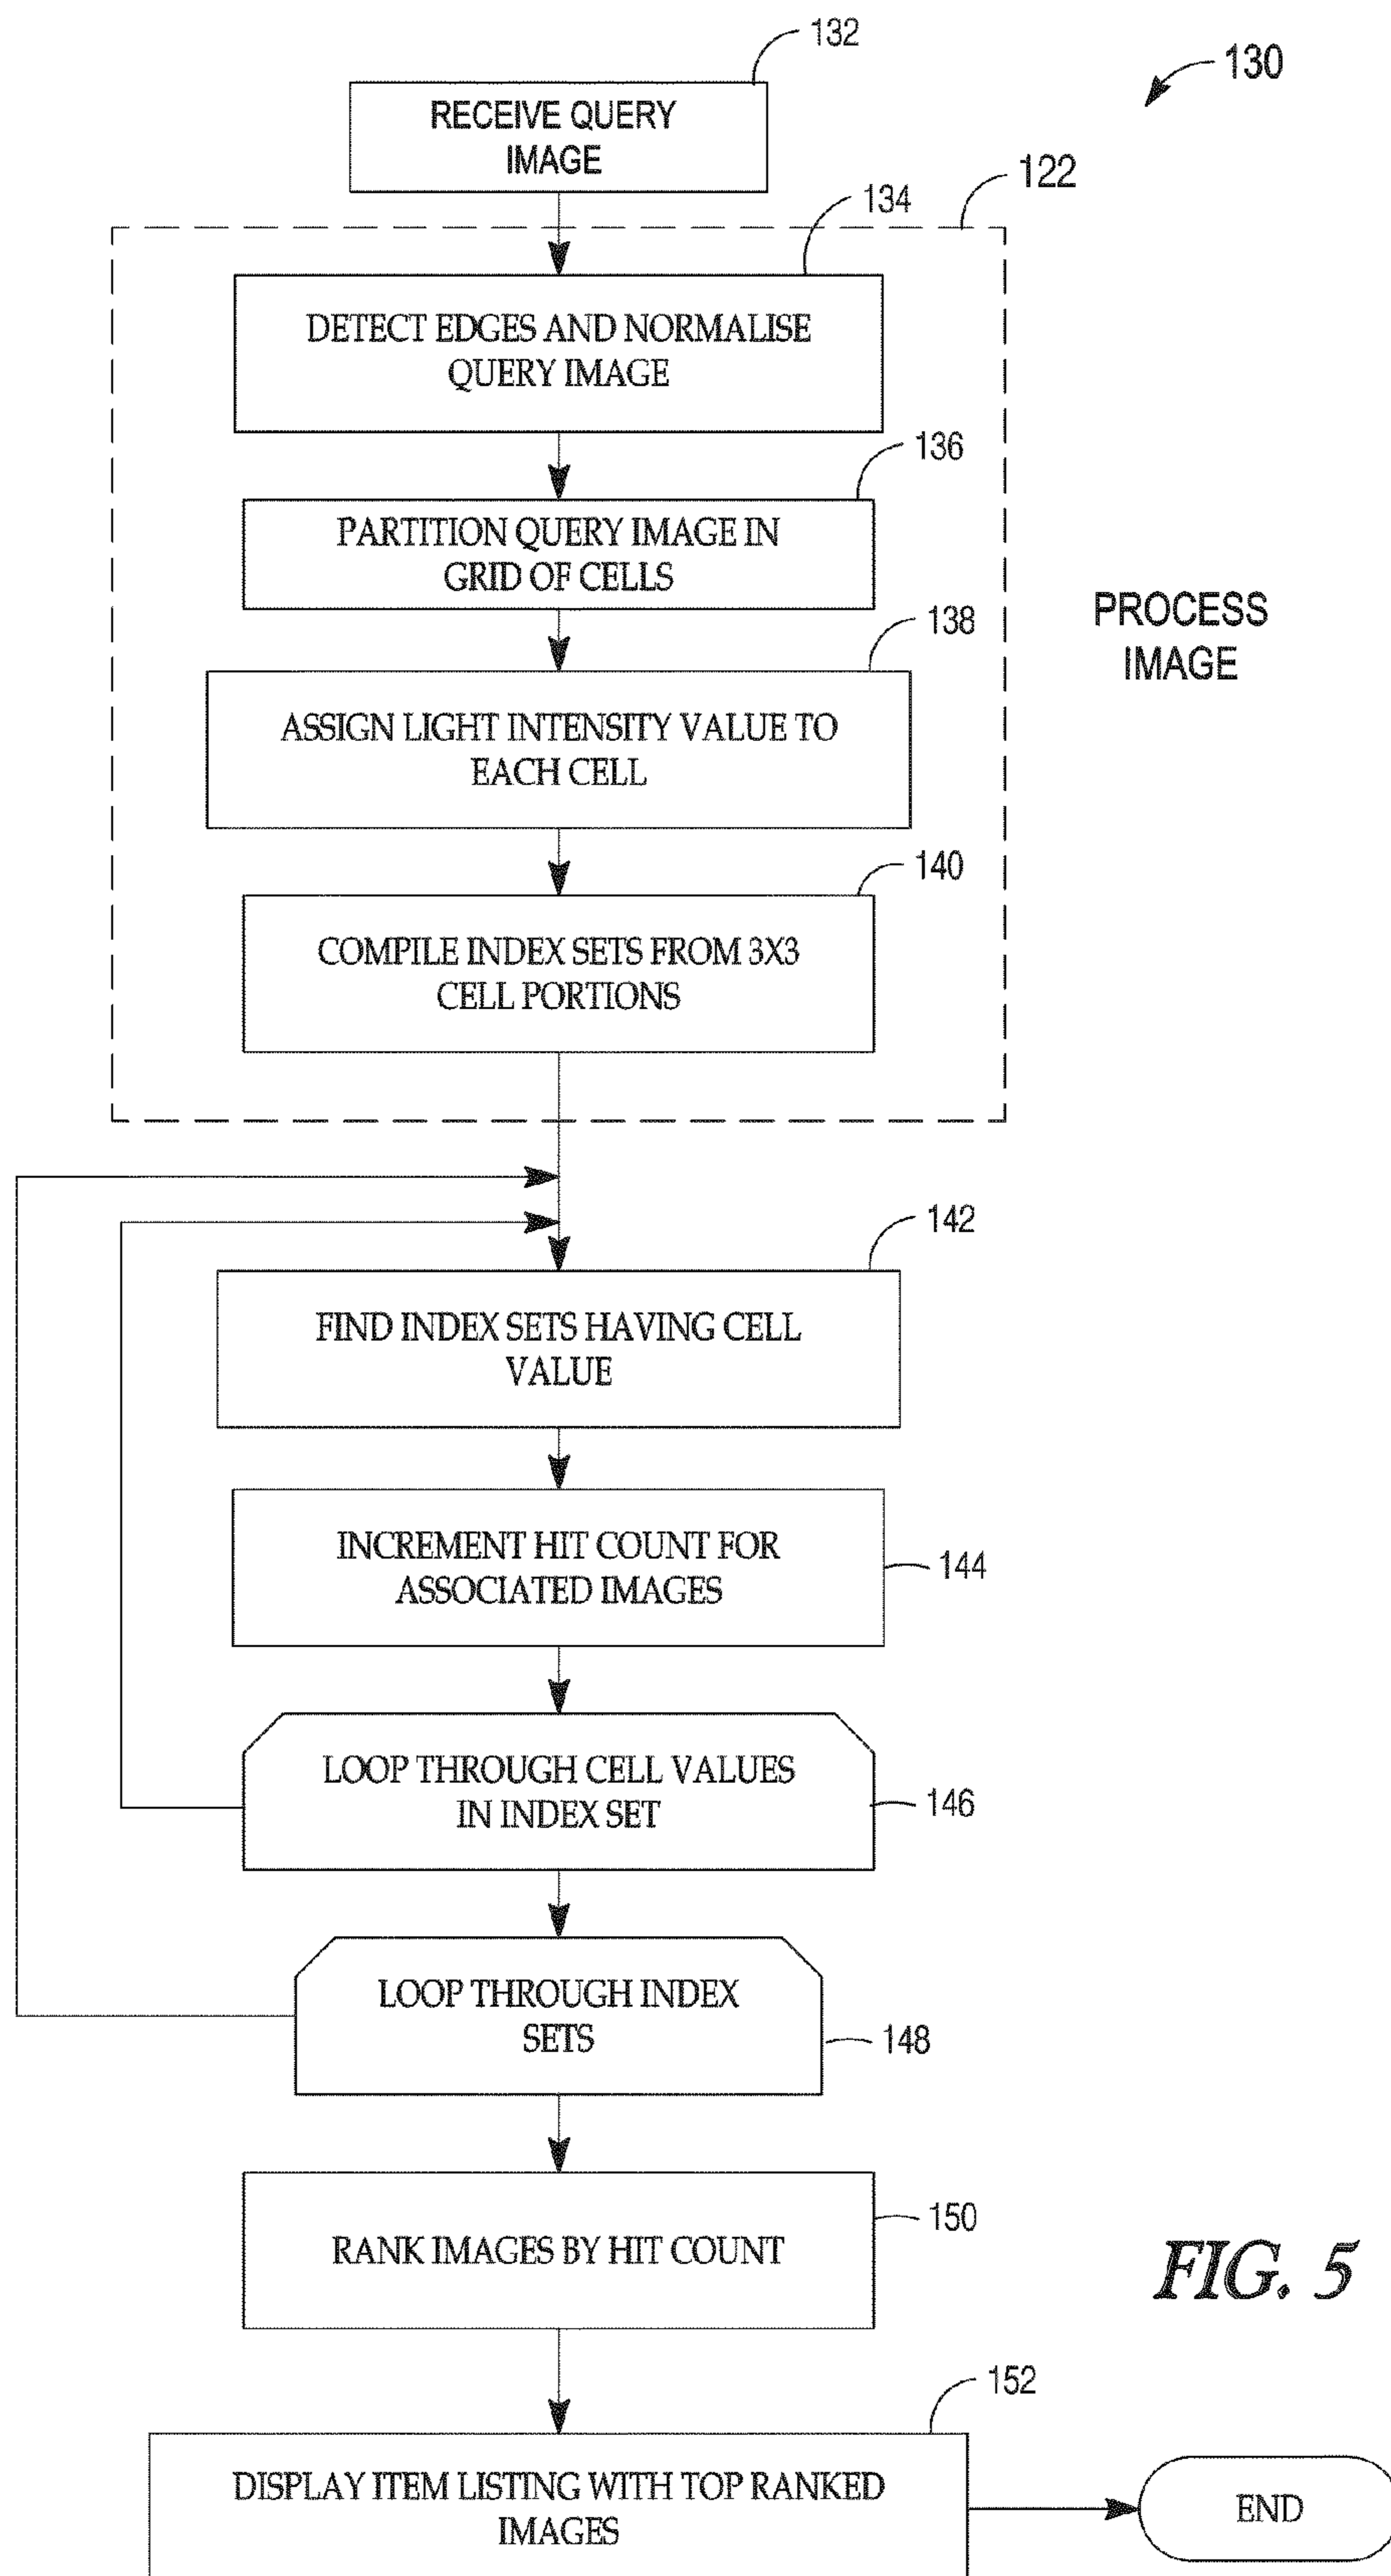 132
130
RECEIVE QUERY
IMAGE
122
134
DETECT EDGES AND NORMALISE
QUERY IMAGE
136
PARTITION QUERY IMAGE IN
GRID OF CELLS
PROCESS
IMAGE
138
ASSIGN LIGHT INTENSITY VALUE TO
EACH CELL
140
COMPILE INDEX SETS FROM 3X3
CELL PORTIONS
142
FIND INDEX SETS HAVING CELL
VALUE
INCREMENT HIT COUNT FOR
ASSOCIATED IMAGES
144
LOOP THROUGH CELL VALUES
IN INDEX SET
146
LOOP THROUGH INDEX
SETS
148
RANK IMAGES BY HIT COUNT
150
FIG. 5
152
DISPLAY ITEM LISTING WITH TOP RANKED
IMAGES
END